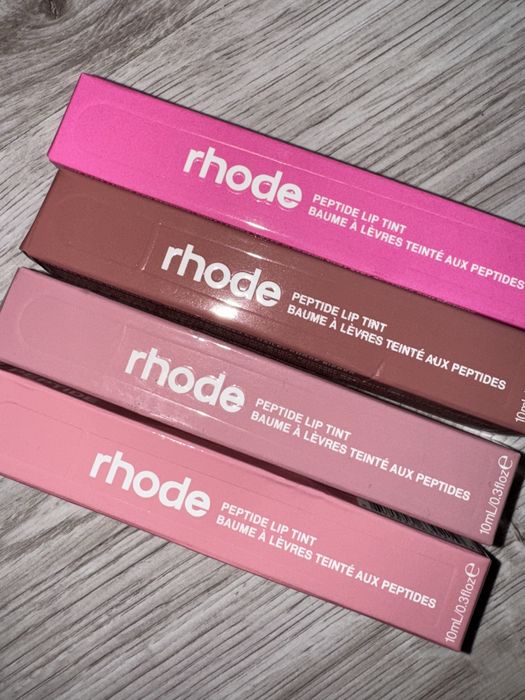 rhode
PEPTIDE LIP TINT
BAUME À LÈVRES TEINTÉ AUX PEPTIDES
rhode
PEPTIDE LIP TINT
BAUME À LÈVRES TEINTÉ AUX PEPTIDES
rhode
PEPTIDE LIP TINT
BAUME À LÈVRES TEINTÉ AUX PEPTIDES
10mL/0.3floz℮
rhode
PEPTIDE LIP TINT
BAUME À LÈVRES TEINTÉ AUX PEPTIDES
10mL/0.3floz℮